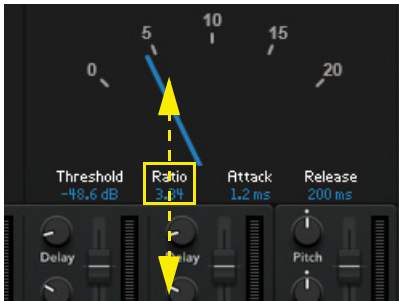 0 5 10 15 20
Threshold Ratio Attack Release
-48.6 dB 3.84 1.2 ms 200 ms
Delay Delay Pitch